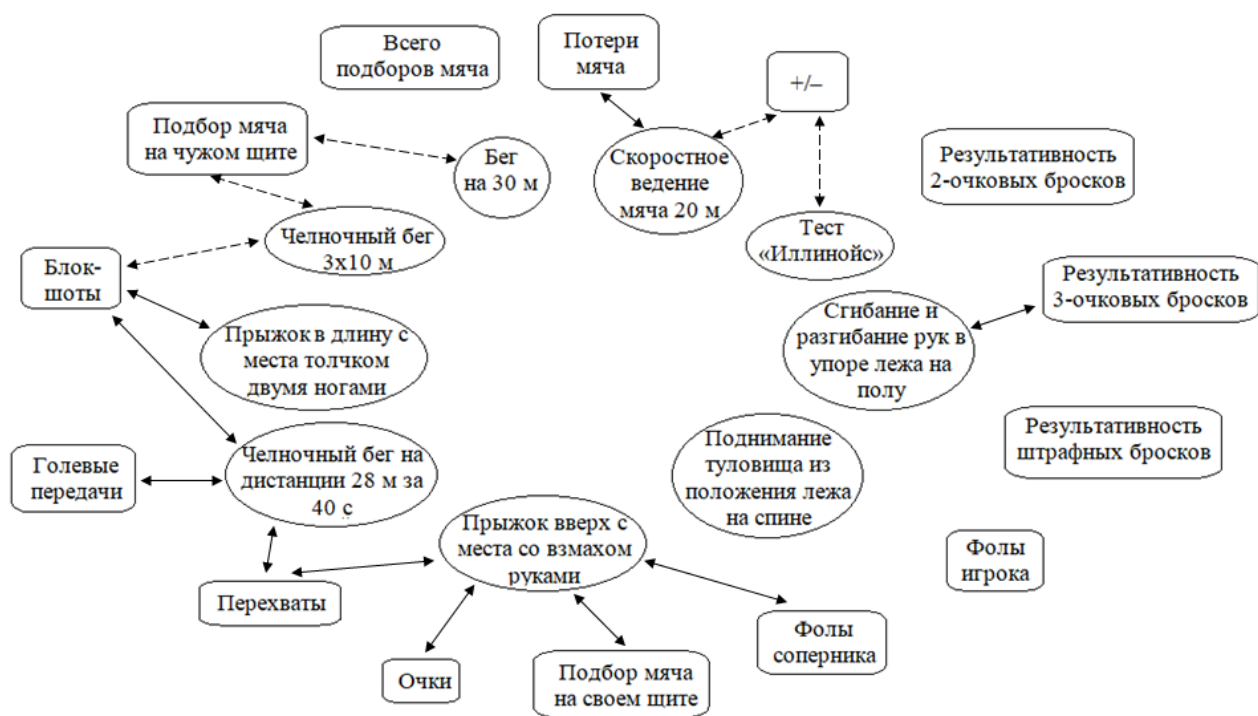 Всего
подборов мяча
Потери
мяча
+/–
Подбор мяча
на чужом щите
Бег
на 30 м
Скоростное
ведение
мяча 20 м
Результативность
2-очковых бросков
Челночный бег
3х10 м
Тест
«Иллинойс»
Блок-
шоты
Результативность
3-очковых бросков
Прыжок в длину с
места толчком
двумя ногами
Сгибание и
разгибание рук в
упоре лежа на
полу
Голевые
передачи
Челночный бег на
дистанции 28 м за
40 с
Поднимание
туловища из
положения лежа
на спине
Результативность
штрафных бросков
Прыжок вверх с
места со взмахом
руками
Фолы
игрока
Перехваты
Очки
Подбор мяча
на своем щите
Фолы
соперника